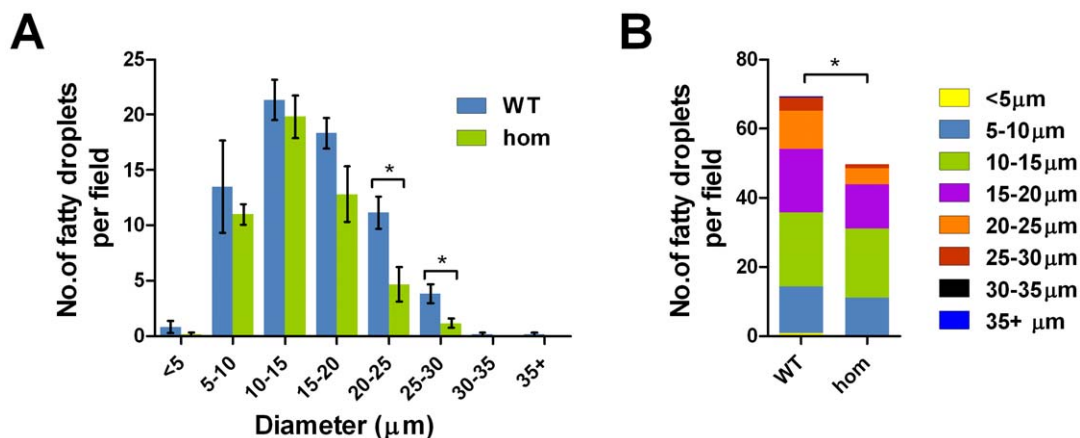 A
No.of fatty droplets
per field
25
20
15
10
5
0
WT
hom
*
*
<5
5-10
10-15
15-20
20-25
25-30
30-35
35+
Diameter (μm)
B
No.of fatty droplets
per field
80
60
40
20
0
*
WT
hom
<5μm
5-10μm
10-15μm
15-20μm
20-25μm
25-30μm
30-35μm
35+ μm